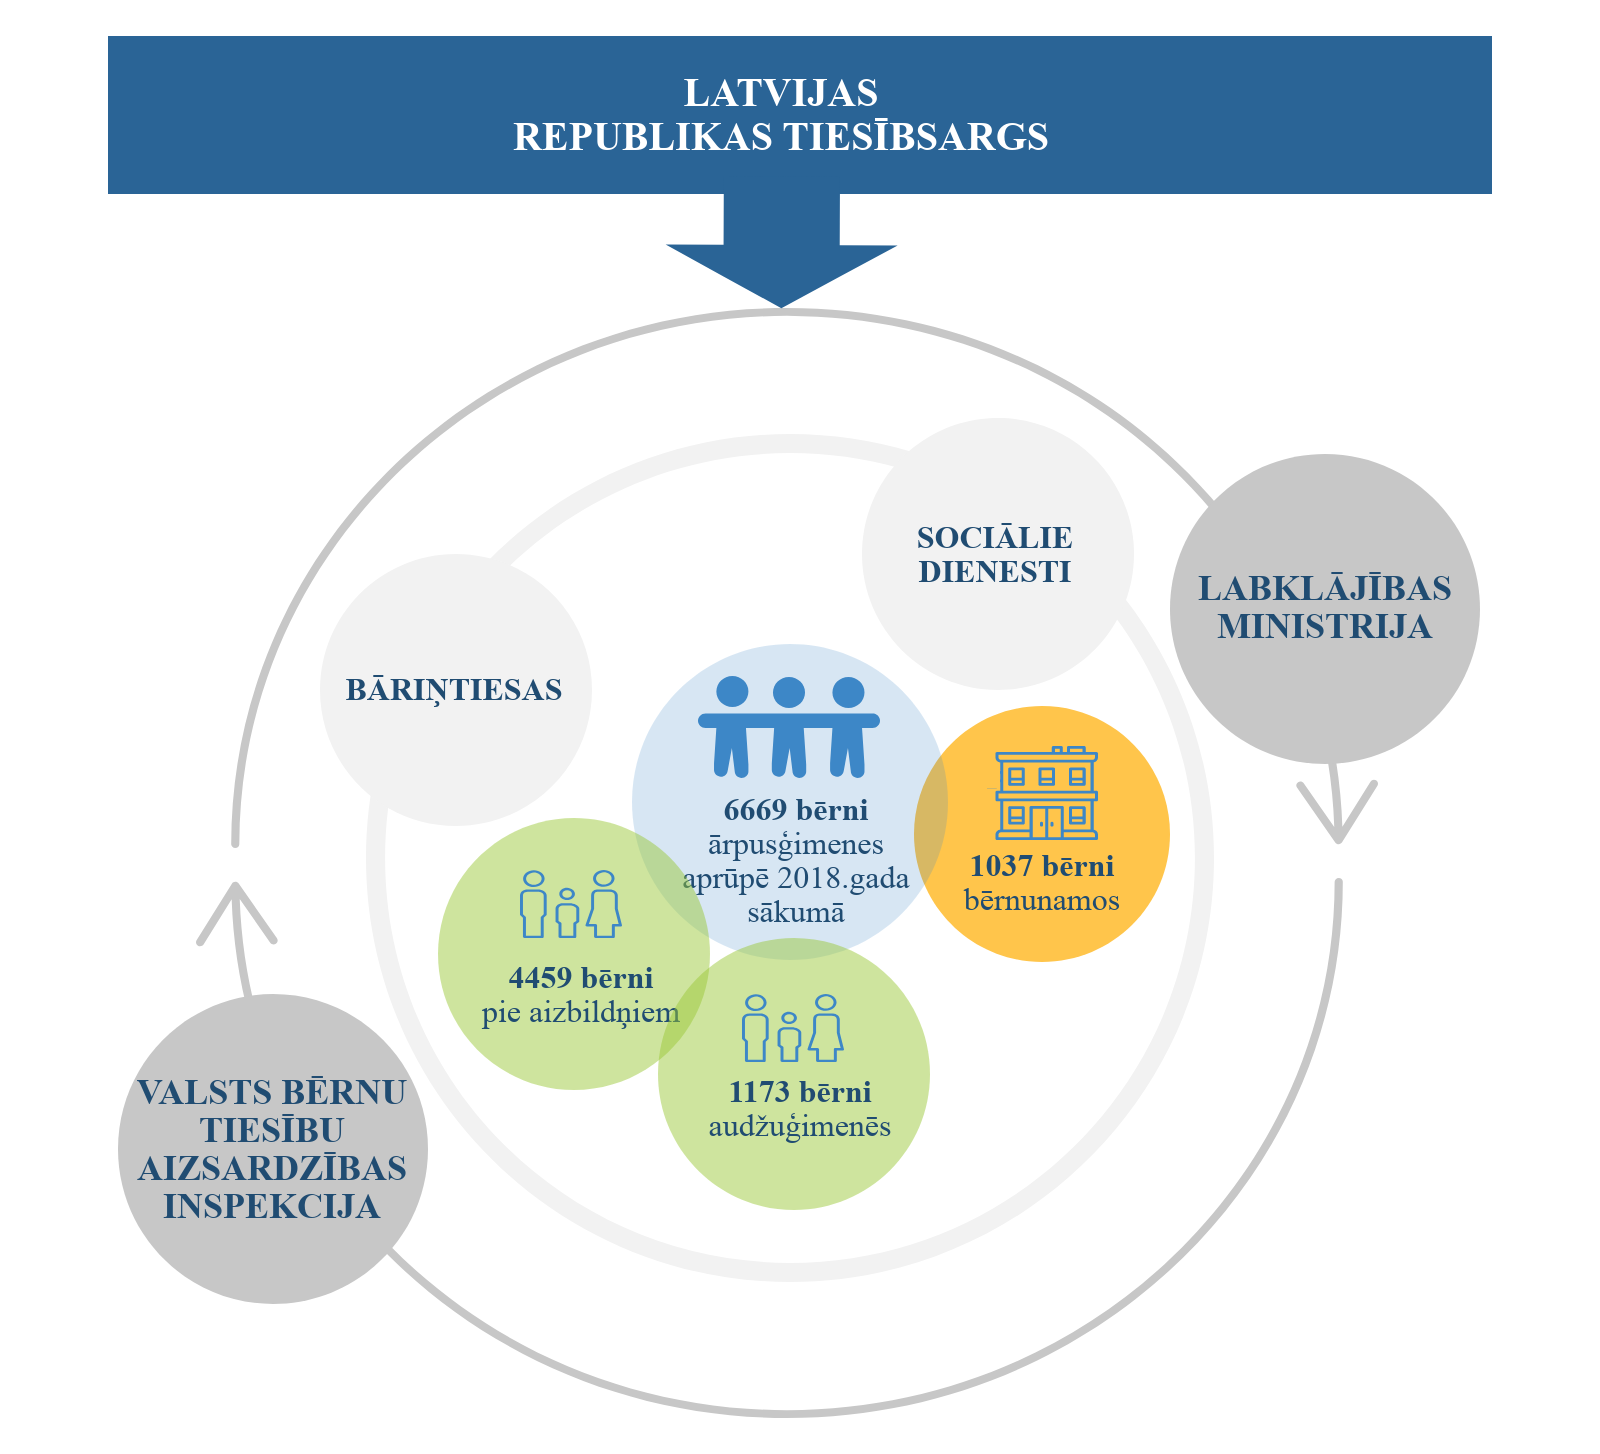 LATVIJAS
REPUBLIKAS TIESĪBSARGS
SOCIĀLIE
DIENESTI
LABKLĀJĪBAS
MINISTRIJA
BĀRIŅTIESAS
6669 bērni
ārpusģimenes
aprūpē 2018.gada
sākumā
1037 bērni
bērnunamos
4459 bērni
pie aizbildņiem
1173 bērni
audžuģimenēs
VALSTS BĒRNU
TIESĪBU
AIZSARDZĪBAS
INSPEKCIJA